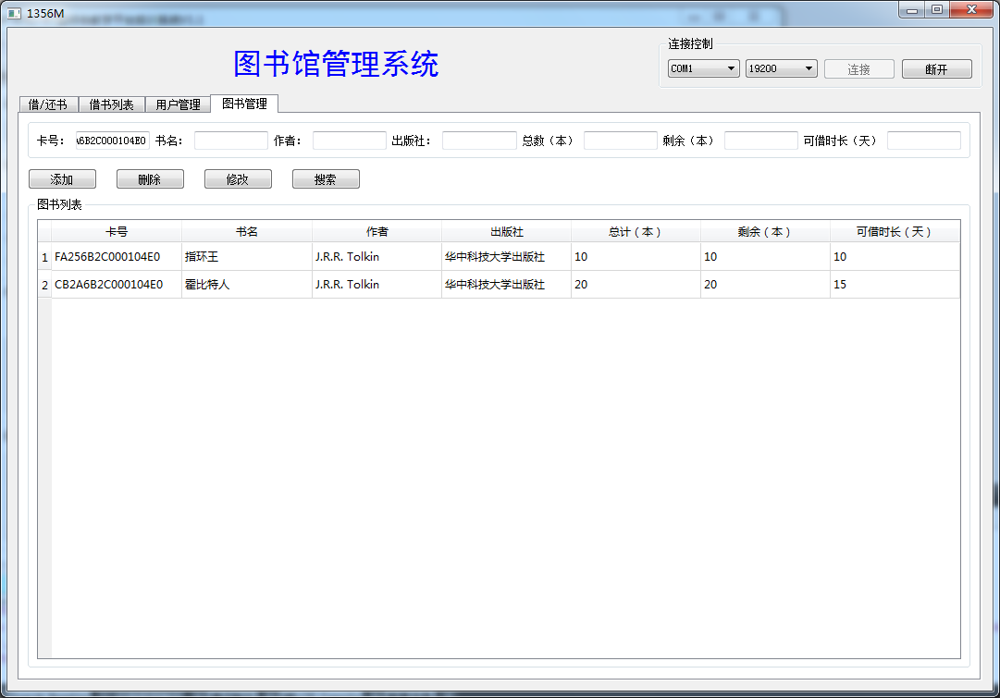 1356M
图书馆管理系统
连接控制
COM1 19200 连接 断开
借/还书 借书列表 用户管理 图书管理
卡号： 6B2C000104E0 书名： 作者： 出版社： 总数（本） 剩余（本） 可借时长（天）
添加 删除 修改 搜索
图书列表
卡号 书名 作者 出版社 总计（本） 剩余（本） 可借时长（天）
1 FA256B2C000104E0 指环王 J.R.R. Tolkin 华中科技大学出版社 10 10 10
2 CB2A6B2C000104E0 霍比特人 J.R.R. Tolkin 华中科技大学出版社 20 20 15